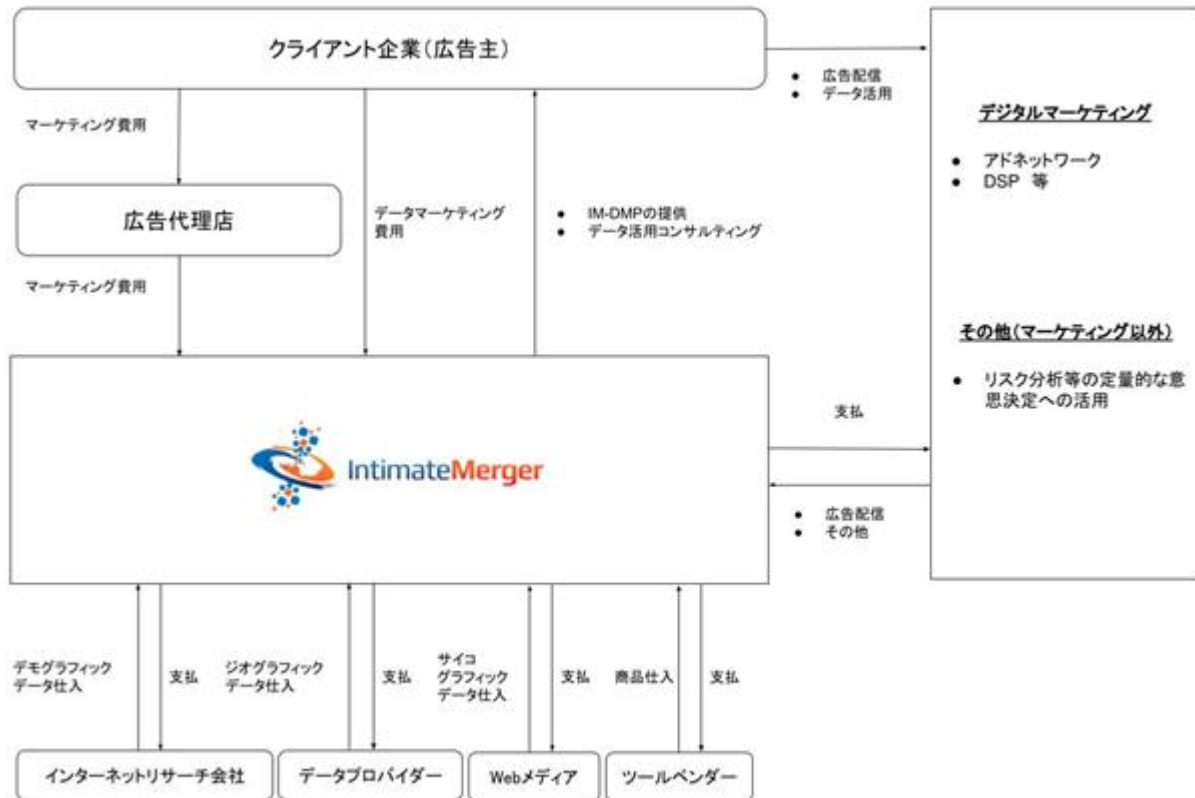 クライアント企業(広告主)
● 広告配信
● データ活用
マーケティング費用
広告代理店
データマーケティング
費用
● IM-DMPの提供
● データ活用コンサルティング
マーケティング費用
デジタルマーケティング
● アドネットワーク
● DSP 等
その他(マーケティング以外)
● リスク分析等の定量的な意
思決定への活用
IntimateMerger
支払
● 広告配信
● その他
デモグラフィック
データ仕入
支払
ジオグラフィック
データ仕入
支払
サイコ
グラフィック
データ仕入
支払
商品仕入
支払
インターネットリサーチ会社
データプロバイダー
Webメディア
ツールベンダー